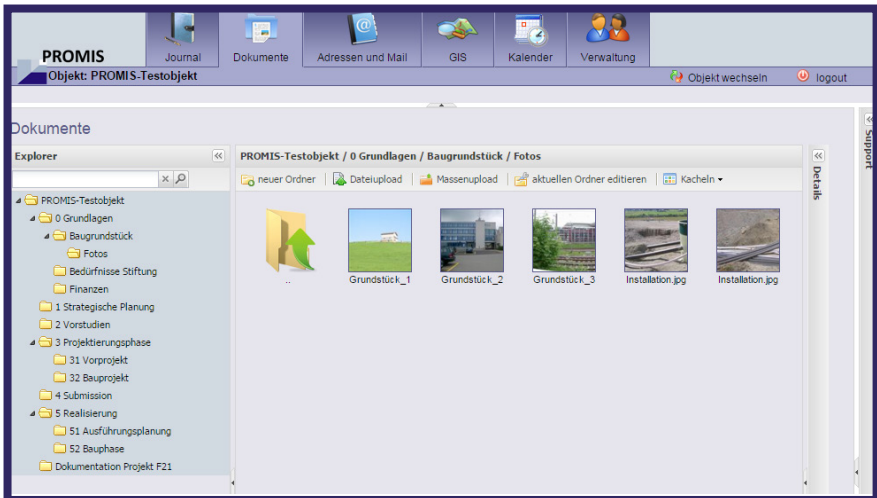 PROMIS
Journal
Dokumente
Adressen und Mail
GIS
Kalender
Verwaltung
Objekt: PROMIS-Testobjekt
Objekt wechseln
logout
Dokumente
Explorer
PROMIS-Testobjekt
0 Grundlagen
Baugrundstück
Fotos
Bedürfnisse Stiftung
Finanzen
1 Strategische Planung
2 Vorstudien
3 Projektierungsphase
31 Vorprojekt
32 Bauprojekt
4 Submission
5 Realisierung
51 Ausführungsplanung
52 Bauphase
Dokumentation Projekt F21
PROMIS-Testobjekt / 0 Grundlagen / Baugrundstück / Fotos
neuer Ordner
Dateiupload
Massenupload
aktuellen Ordner editieren
Kacheln
..
Grundstück_1
Grundstück_2
Grundstück_3
Installation.jpg
Installation.jpg
Details
Support